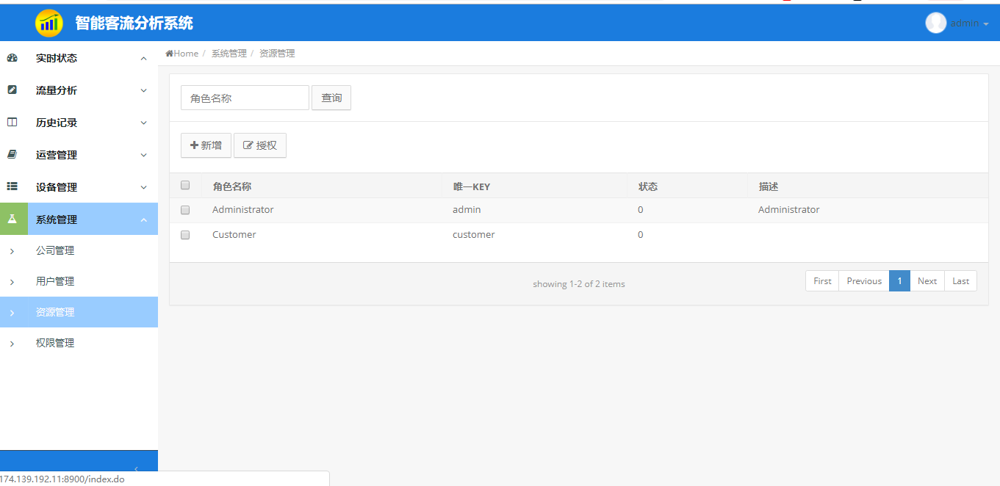 智能客流分析系统
admin
实时状态
流量分析
历史记录
运营管理
设备管理
系统管理
公司管理
用户管理
资源管理
权限管理
Home / 系统管理 / 资源管理
角色名称 查询
新增 授权
角色名称 唯一KEY 状态 描述
Administrator admin 0 Administrator
Customer customer 0
showing 1-2 of 2 items
First Previous 1 Next Last
174.139.192.11:8900/index.do